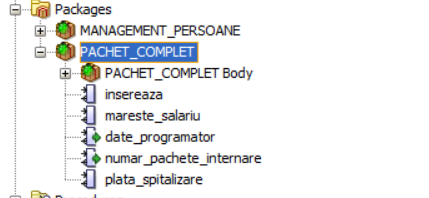 Packages
MANAGEMENT_PERSOANE
PACHET_COMPLET
PACHET_COMPLET Body
insereaza
mareste_salariu
date_programator
numar_pachete_internare
plata_spitalizare